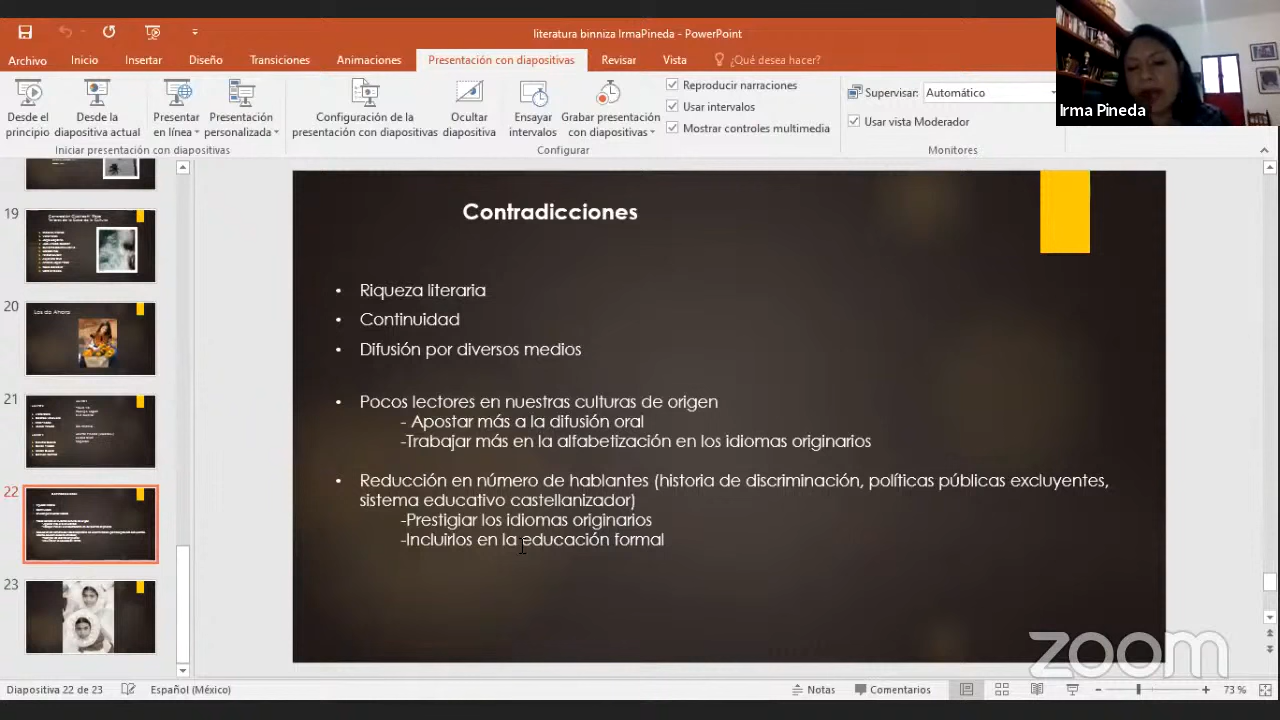 literatura binniza IrmaPineda - PowerPoint
Archivo Inicio Insertar Diseño Transiciones Animaciones Presentación con diapositivas Revisar Vista ¿Qué desea hacer?
Desde el principio
Desde la diapositiva actual
Presentar en línea
Presentación personalizada
Iniciar presentación con diapositivas
Configuración de la presentación con diapositivas
Ocultar diapositiva
Ensayar intervalos
Grabar presentación con diapositivas
Reproducir narraciones
Usar intervalos
Mostrar controles multimedia
Configurar
Supervisar: Automático
Usar vista Moderador
Monitores
Irma Pineda
19
20
Los de Ahora
21
22
23
Contradicciones
• Riqueza literaria
• Continuidad
• Difusión por diversos medios
• Pocos lectores en nuestras culturas de origen
- Apostar más a la difusión oral
-Trabajar más en la alfabetización en los idiomas originarios
• Reducción en número de hablantes (historia de discriminación, políticas públicas excluyentes,
sistema educativo castellanizador)
-Prestigiar los idiomas originarios
-Incluirlos en la educación formal
zoom
Diapositiva 22 de 23 Español (México) Notas Comentarios 73 %